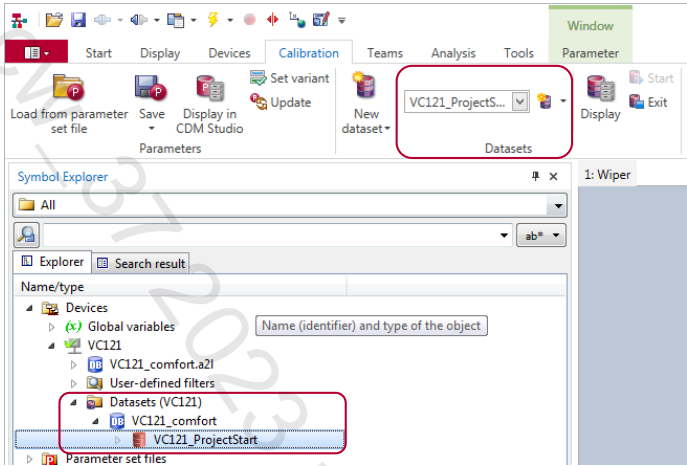 Window
Start Display Devices Calibration Teams Analysis Tools Parameter
Load from parameter set file
Save
Display in CDM Studio
Set variant
Update
Parameters
New dataset
VC121_ProjectS...
Datasets
Display
Start
Exit
Symbol Explorer
1: Wiper
All
ab*
Explorer
Search result
Name/type
Devices
(x) Global variables
Name (identifier) and type of the object
VC121
DB VC121_comfort.a2l
User-defined filters
Datasets (VC121)
DB VC121_comfort
VC121_ProjectStart
Parameter set files